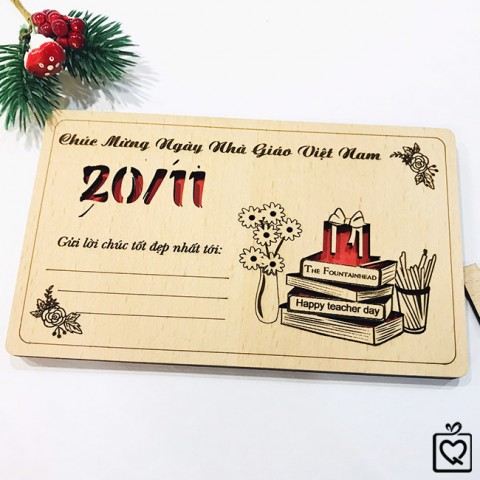 Chúc Mừng Ngày Nhà Giáo Việt Nam
20/11
Gửi lời chúc tốt đẹp nhất tới:
THE FOUNTAINHEAD
Happy teacher day